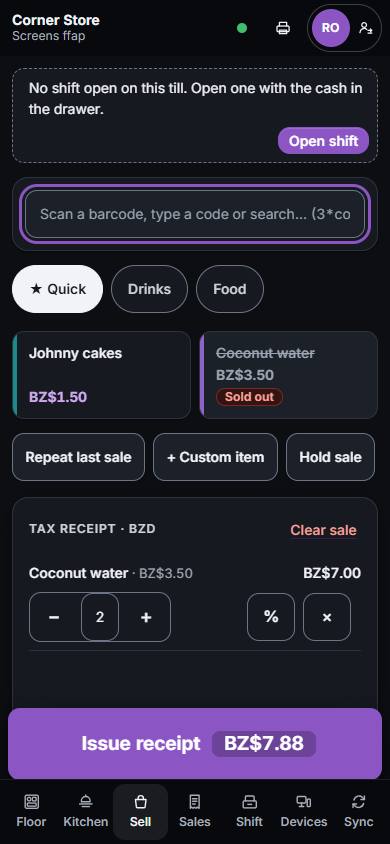 Corner Store
Screens ffap
RO
No shift open on this till. Open one with the cash in
the drawer.
Open shift
Scan a barcode, type a code or search... (3*co
★ Quick
Drinks
Food
Johnny cakes
BZ$1.50
Coconut water
BZ$3.50
Sold out
Repeat last sale
+ Custom item
Hold sale
TAX RECEIPT · BZD
Clear sale
Coconut water · BZ$3.50
BZ$7.00
− 2 + % ×
Issue receipt BZ$7.88
Floor
Kitchen
Sell
Sales
Shift
Devices
Sync